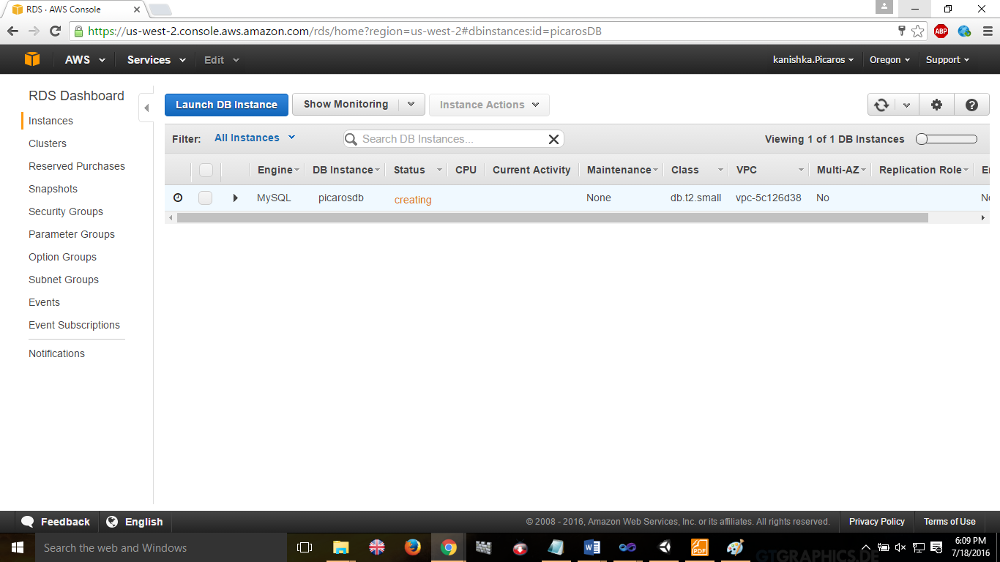 RDS · AWS Console
https://us-west-2.console.aws.amazon.com/rds/home?region=us-west-2#dbinstances:id=picarosDB
ABP
AWS Services Edit kanishka.Picaros Oregon Support
RDS Dashboard
Instances
Clusters
Reserved Purchases
Snapshots
Security Groups
Parameter Groups
Option Groups
Subnet Groups
Events
Event Subscriptions
Notifications
Launch DB Instance Show Monitoring Instance Actions
Filter: All Instances Search DB Instances... Viewing 1 of 1 DB Instances
Engine DB Instance Status CPU Current Activity Maintenance Class VPC Multi-AZ Replication Role
MySQL picarosdb creating None db.t2.small vpc-5c126d38 No
Feedback English © 2008 - 2016, Amazon Web Services, Inc. or its affiliates. All rights reserved. Privacy Policy Terms of Use
Search the web and Windows
PDF
GTGRAPHICS.DE
6:09 PM
7/18/2016